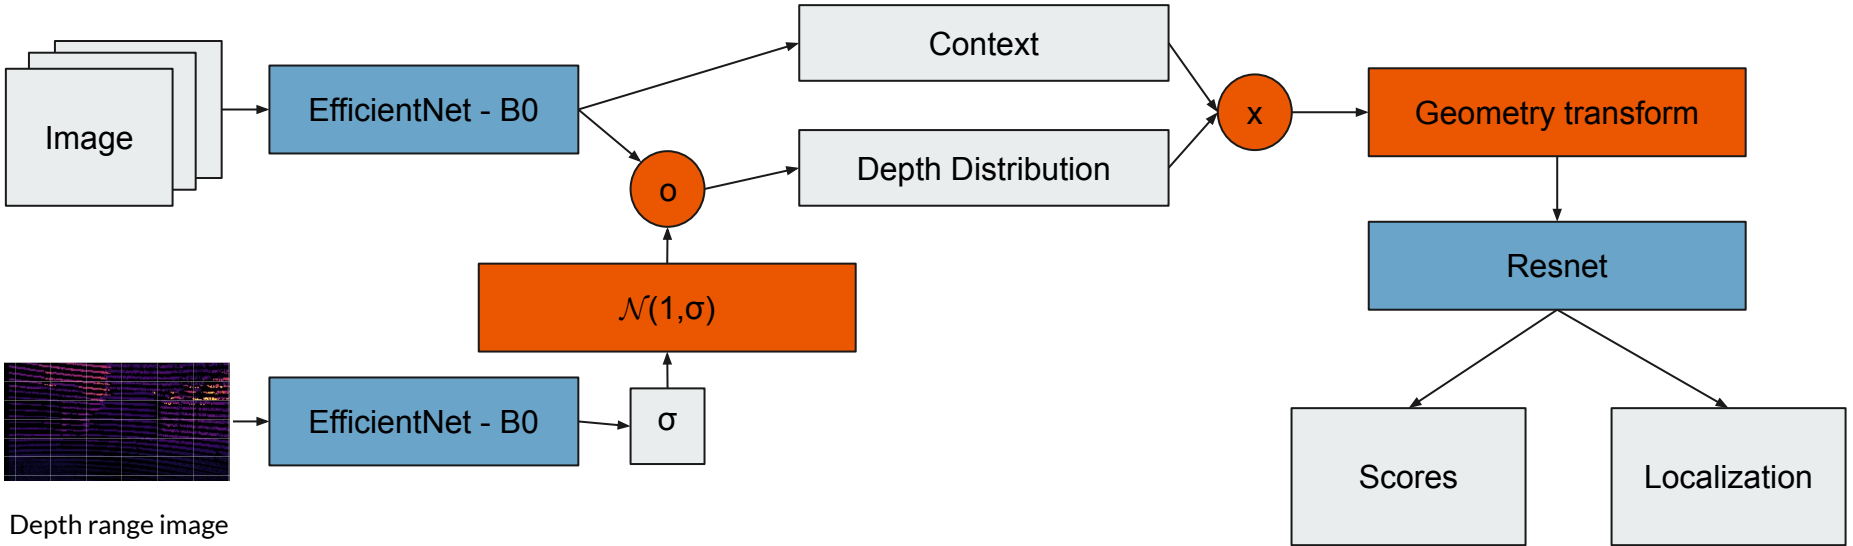 Image
EfficientNet - B0
Context
Depth Distribution
o
x
Geometry transform
𝒩(1,σ)
Resnet
EfficientNet - B0
σ
Scores
Localization
Depth range image